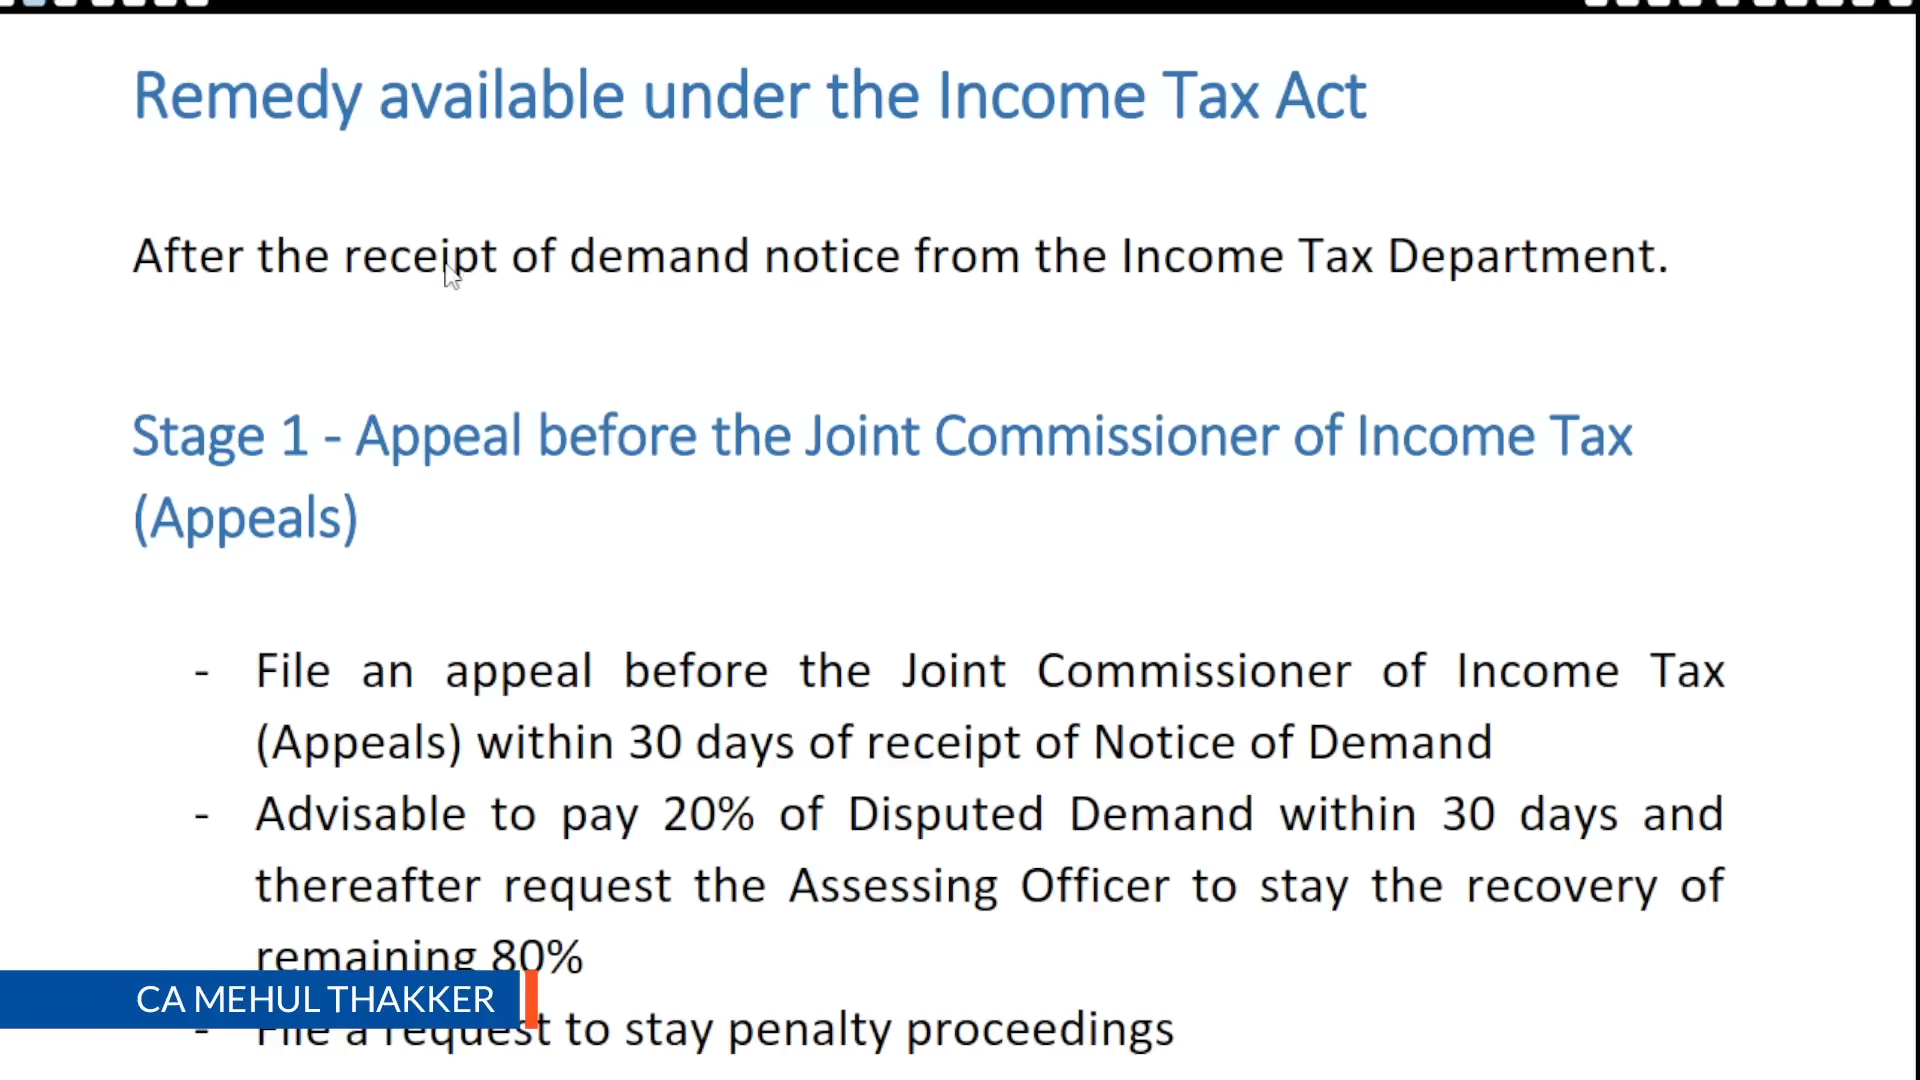 Remedy available under the Income Tax Act
After the receipt of demand notice from the Income Tax Department.
Stage 1 - Appeal before the Joint Commissioner of Income Tax
(Appeals)
- File an appeal before the Joint Commissioner of Income Tax
(Appeals) within 30 days of receipt of Notice of Demand
- Advisable to pay 20% of Disputed Demand within 30 days and
thereafter request the Assessing Officer to stay the recovery of
remaining 80%
CA MEHUL THAKKER
- File a request to stay penalty proceedings